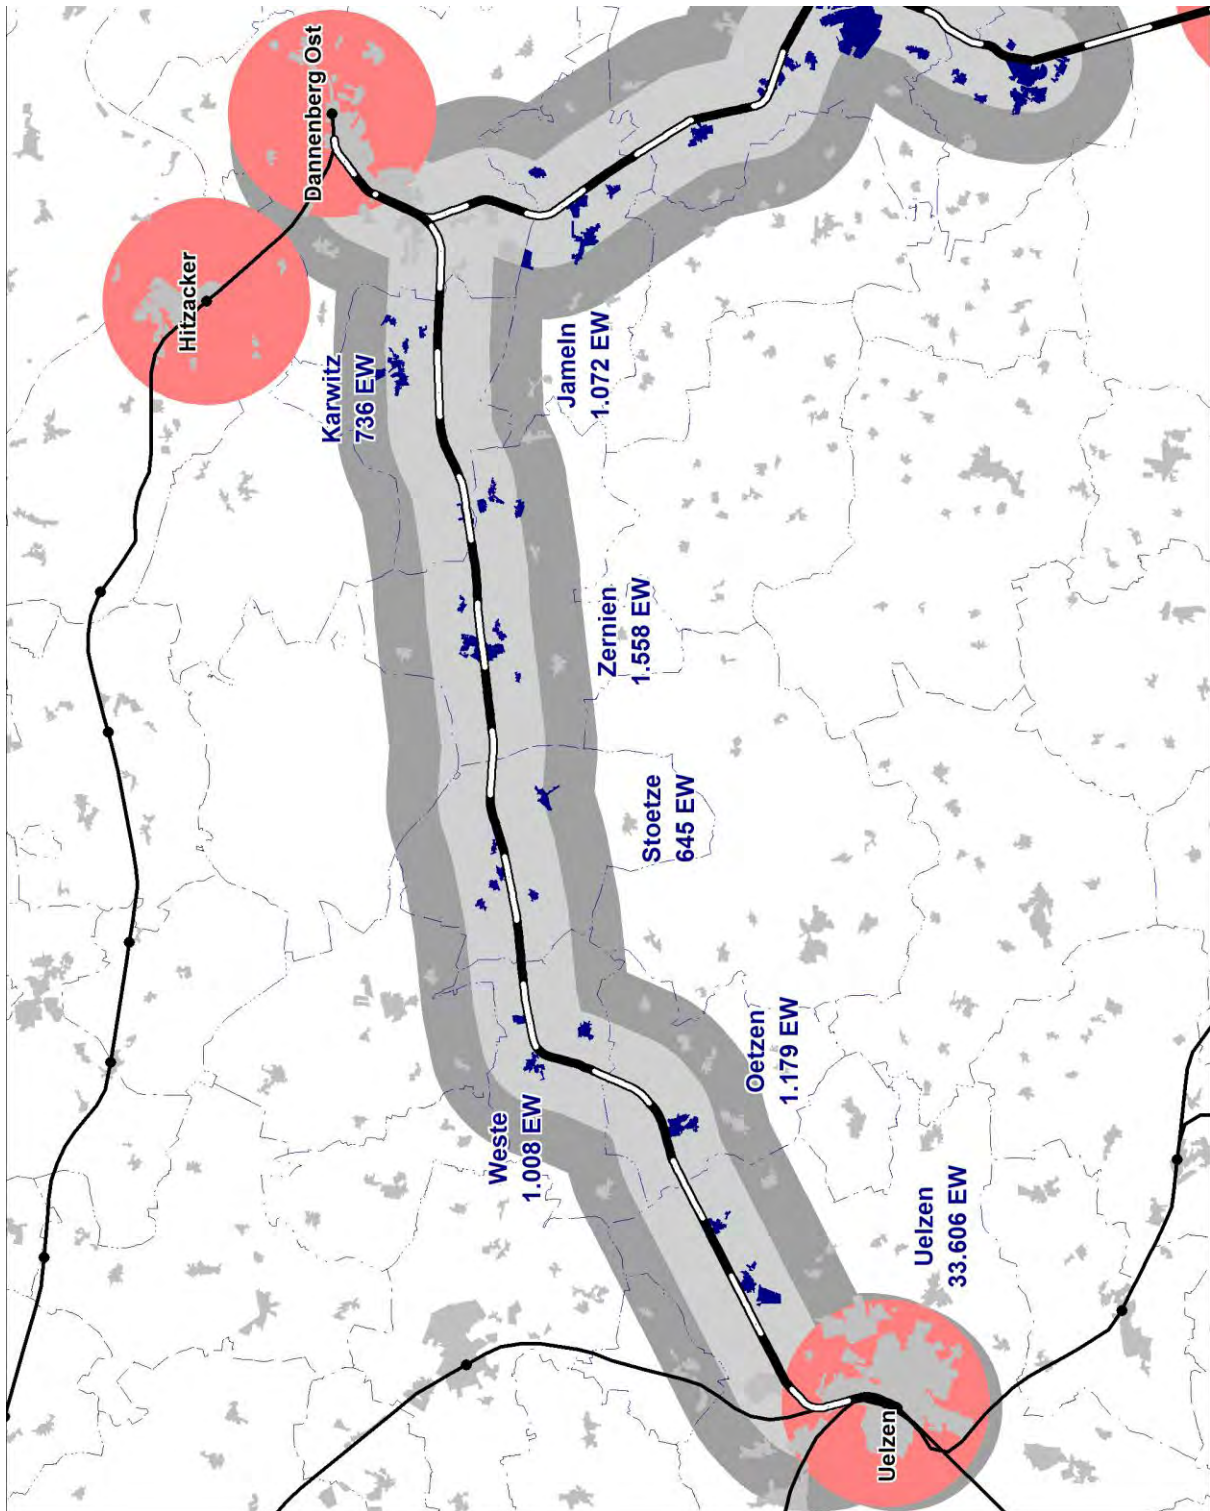 Dannenberg Ost
Hitzacker
Karwitz
736 EW
Jameln
1.072 EW
Zernien
1.558 EW
Stoetze
645 EW
Oetzen
1.179 EW
Weste
1.008 EW
Uelzen
33.606 EW
Uelzen